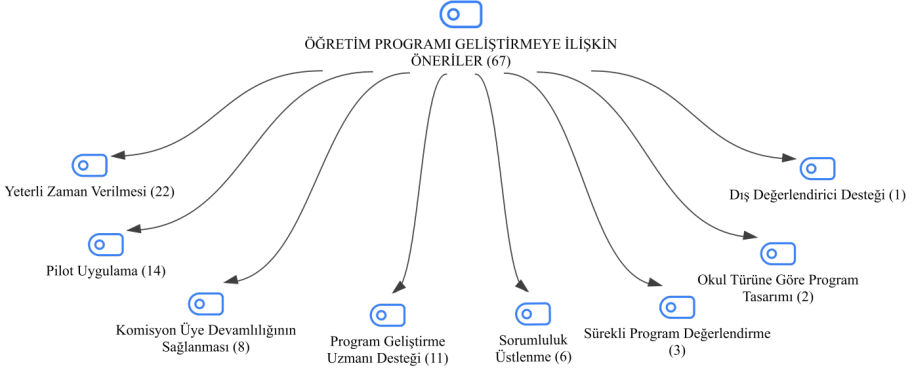 ÖĞRETİM PROGRAMI GELİŞTİRMEYE İLİŞKİN
ÖNERİLER (67)
Yeterli Zaman Verilmesi (22)
Dış Değerlendirici Desteği (1)
Pilot Uygulama (14)
Okul Türüne Göre Program
Tasarımı (2)
Komisyon Üye Devamlılığının
Sağlanması (8)
Program Geliştirme
Uzmanı Desteği (11)
Sorumluluk
Üstlenme (6)
Sürekli Program Değerlendirme
(3)